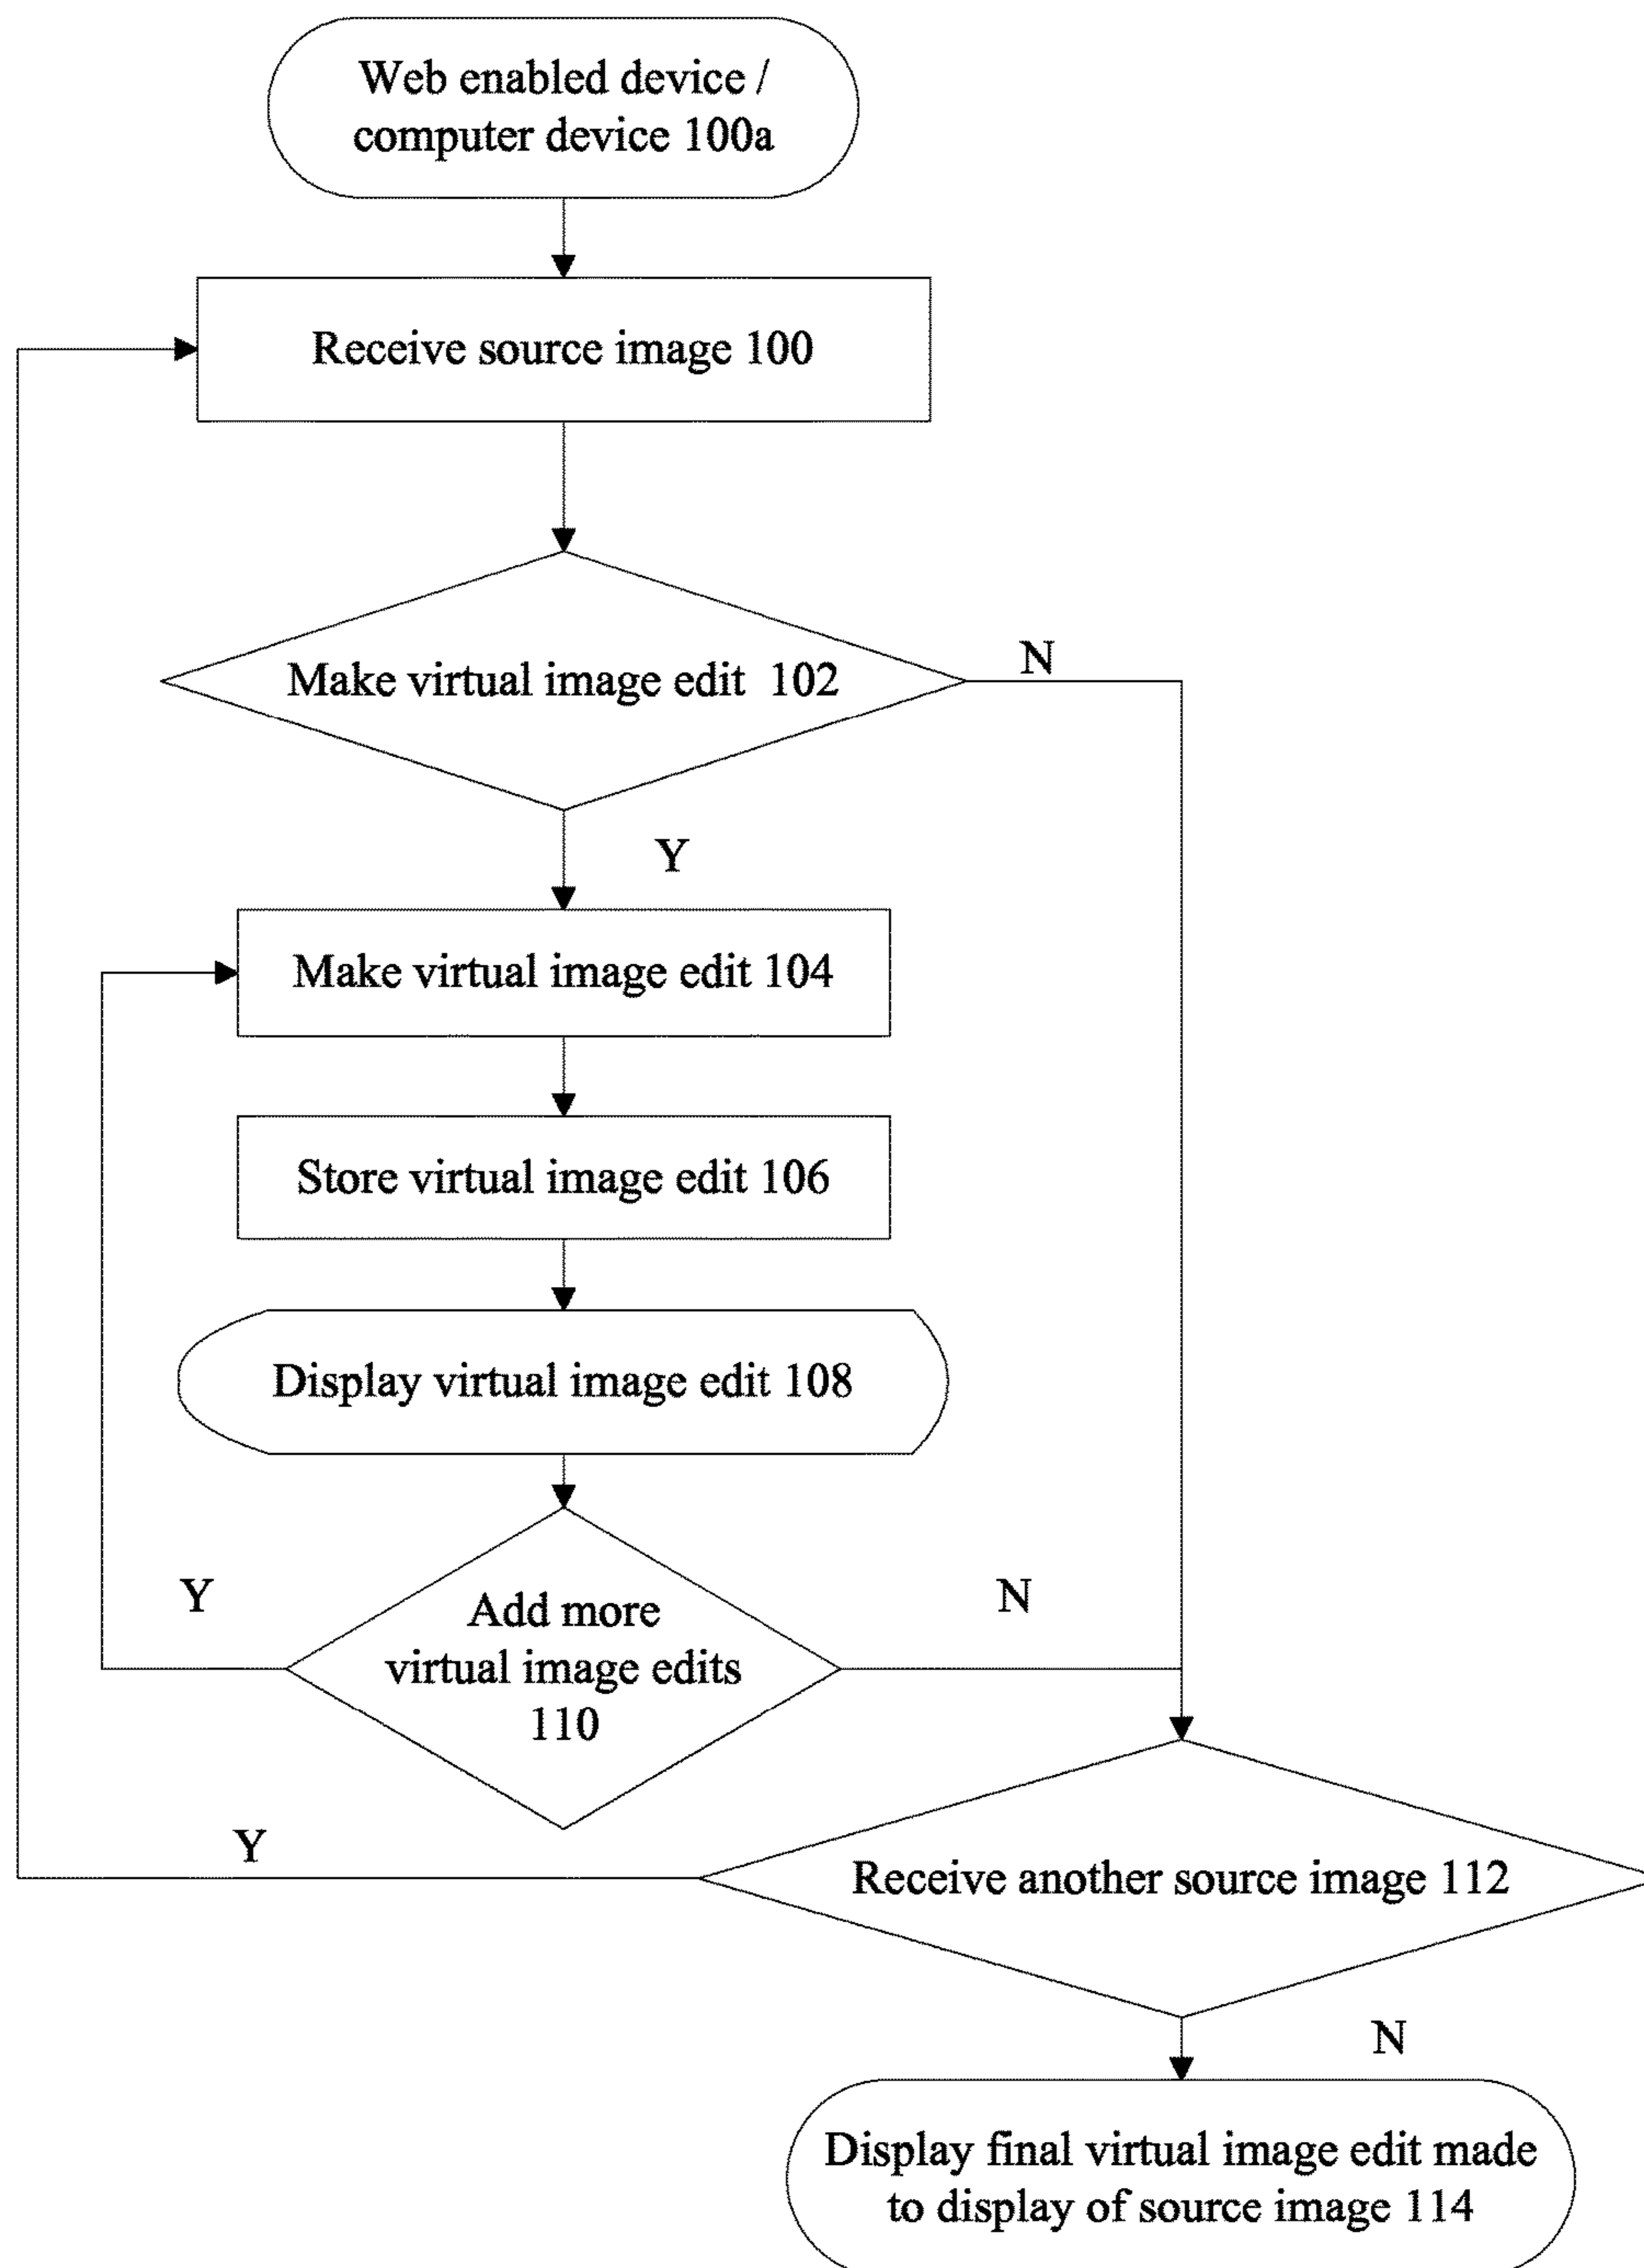 Web enabled device /
computer device 100a
Receive source image 100
Make virtual image edit 102
N
Y
Make virtual image edit 104
Store virtual image edit 106
Display virtual image edit 108
Y
Add more
virtual image edits
110
N
Y
Receive another source image 112
N
Display final virtual image edit made
to display of source image 114